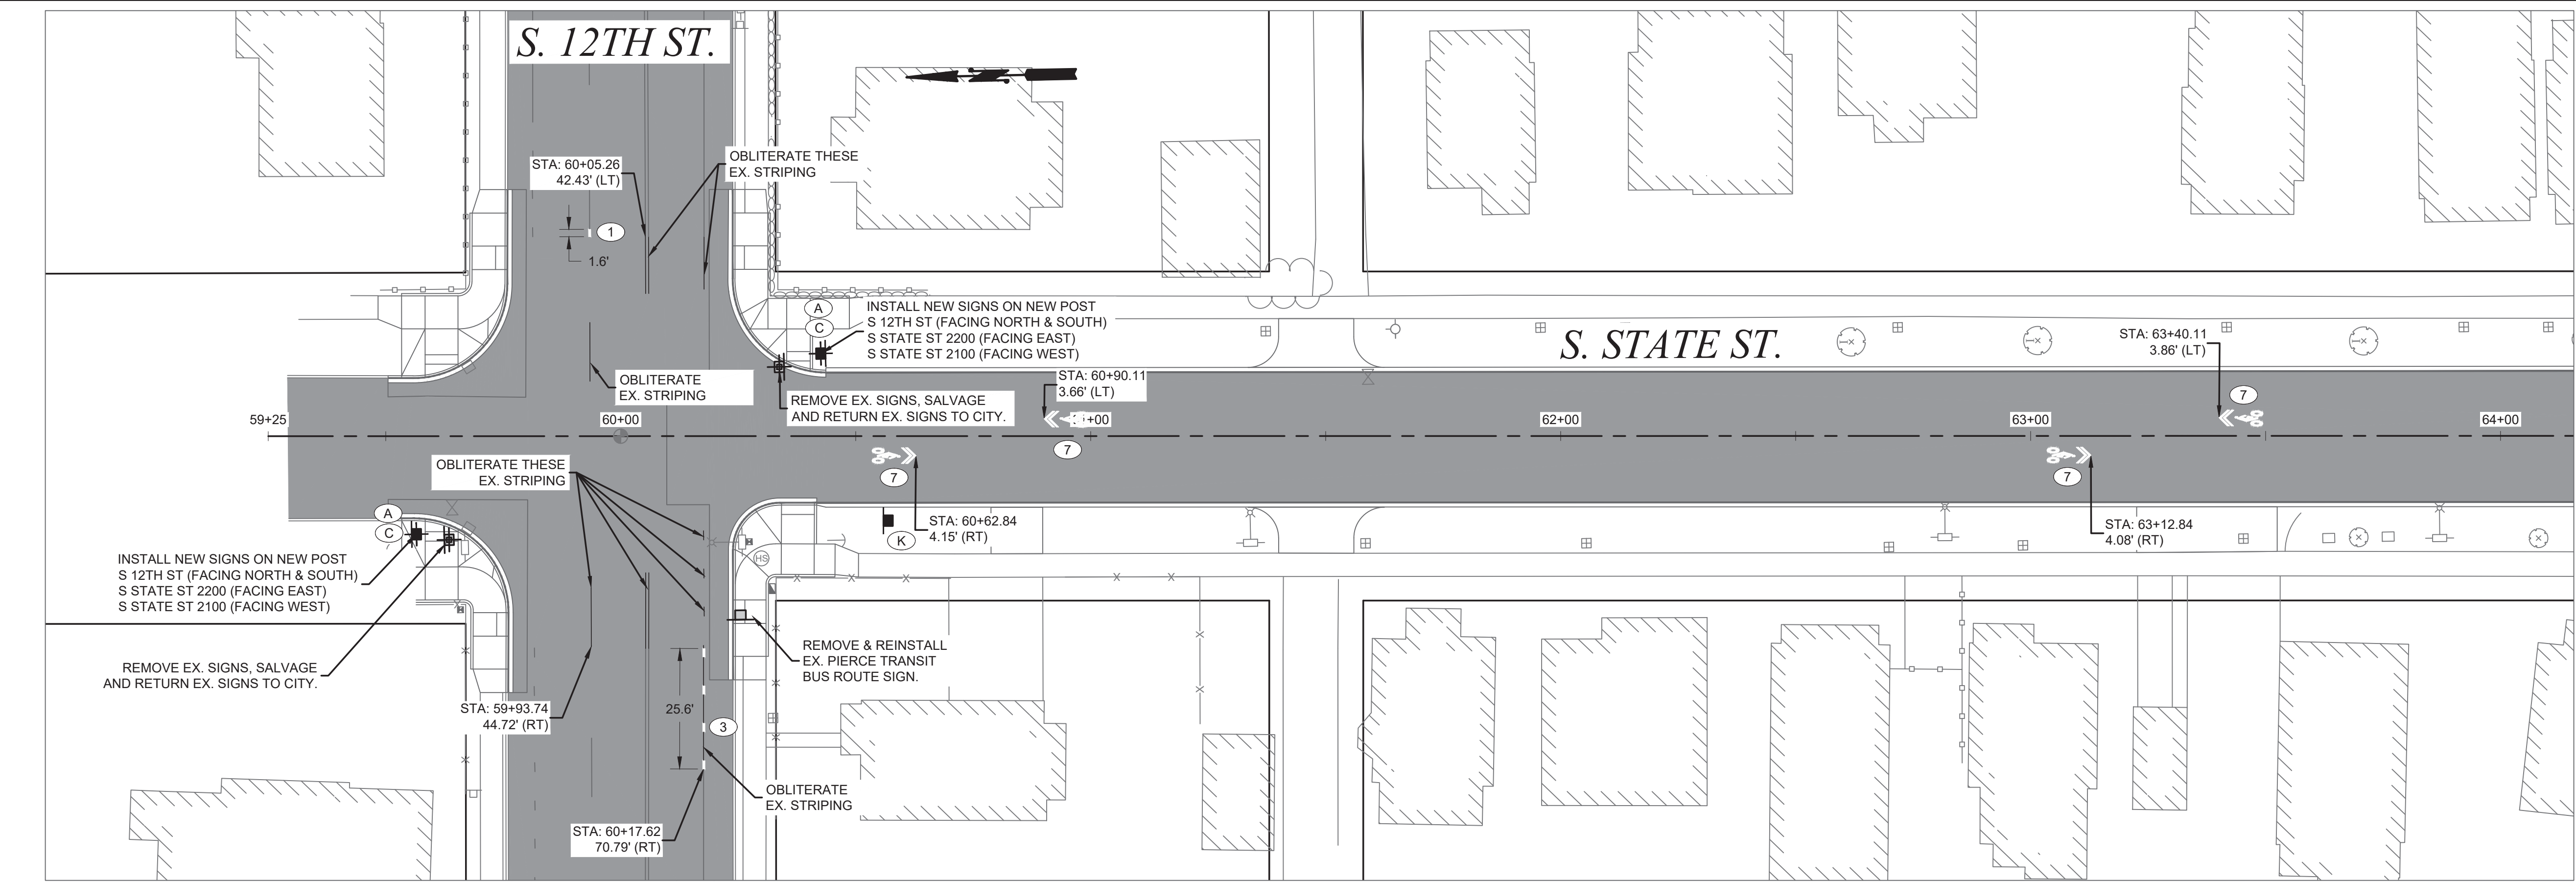 S. 12TH ST.
STA: 60+05.26
42.43' (LT)
OBLITERATE THESE
EX. STRIPING
1
1.6'
A
C
INSTALL NEW SIGNS ON NEW POST
S 12TH ST (FACING NORTH & SOUTH)
S STATE ST 2200 (FACING EAST)
S STATE ST 2100 (FACING WEST)
S. STATE ST.
STA: 63+40.11
3.86' (LT)
OBLITERATE
EX. STRIPING
REMOVE EX. SIGNS, SALVAGE
AND RETURN EX. SIGNS TO CITY.
STA: 60+90.11
3.66' (LT)
7
59+25
60+00
+00
62+00
63+00
64+00
7
7
7
OBLITERATE THESE
EX. STRIPING
A
C
K
STA: 60+62.84
4.15' (RT)
STA: 63+12.84
4.08' (RT)
HS
INSTALL NEW SIGNS ON NEW POST
S 12TH ST (FACING NORTH & SOUTH)
S STATE ST 2200 (FACING EAST)
S STATE ST 2100 (FACING WEST)
REMOVE EX. SIGNS, SALVAGE
AND RETURN EX. SIGNS TO CITY.
REMOVE & REINSTALL
EX. PIERCE TRANSIT
BUS ROUTE SIGN.
STA: 59+93.74
44.72' (RT)
25.6'
3
OBLITERATE
EX. STRIPING
STA: 60+17.62
70.79' (RT)